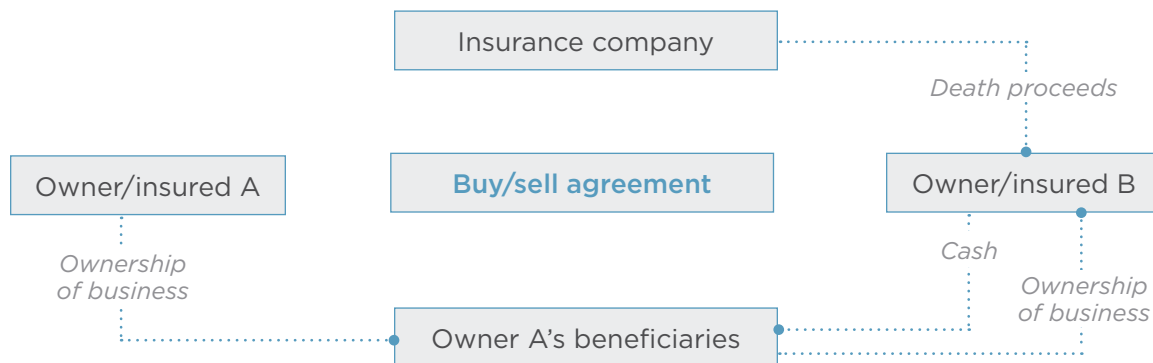 Insurance company
Death proceeds
Owner/insured A
Buy/sell agreement
Owner/insured B
Ownership
of business
Cash
Ownership
of business
Owner A’s beneficiaries